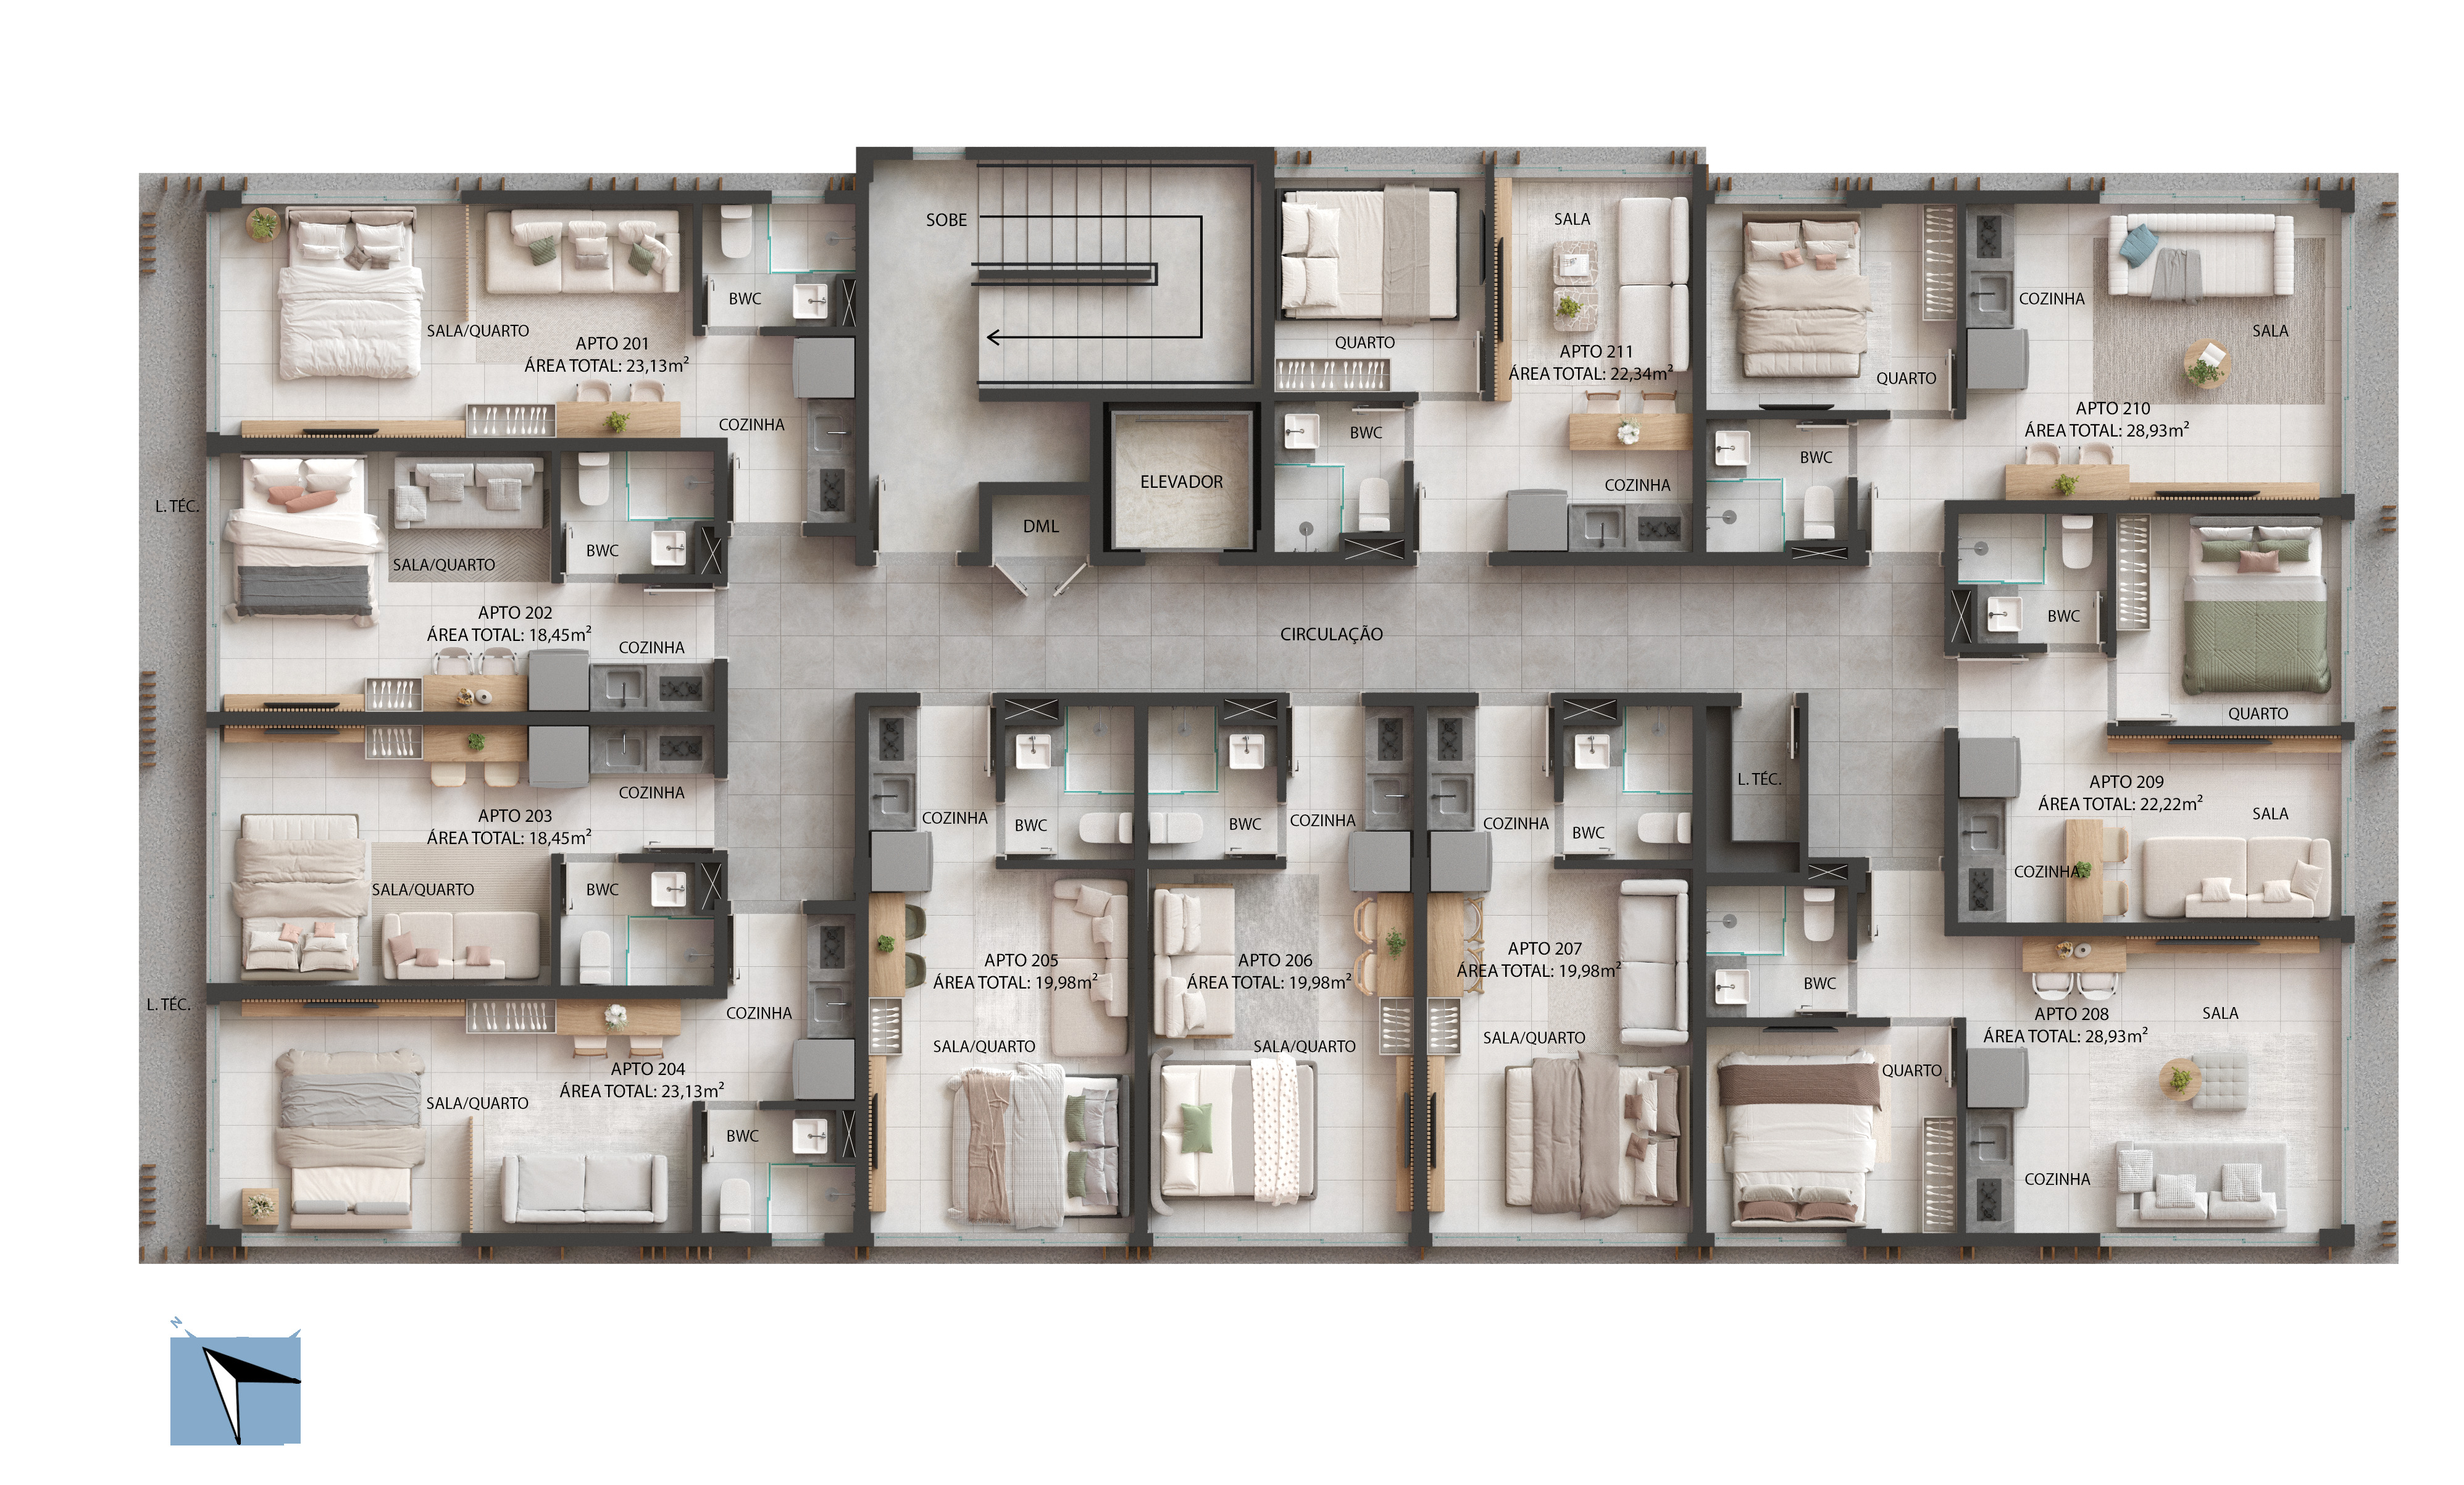 SOBE
BWC
SALA/QUARTO
APTO 201
ÁREA TOTAL: 23,13m²
COZINHA
L. TÉC.
BWC
SALA/QUARTO
APTO 202
ÁREA TOTAL: 18,45m²
COZINHA
APTO 203
ÁREA TOTAL: 18,45m²
COZINHA
SALA/QUARTO
BWC
L. TÉC.
COZINHA
APTO 204
ÁREA TOTAL: 23,13m²
SALA/QUARTO
BWC
ELEVADOR
DML
CIRCULAÇÃO
QUARTO
SALA
APTO 211
ÁREA TOTAL: 22,34m²
BWC
COZINHA
QUARTO
COZINHA
SALA
APTO 210
ÁREA TOTAL: 28,93m²
BWC
BWC
QUARTO
APTO 209
ÁREA TOTAL: 22,22m²
SALA
COZINHA
L. TÉC.
COZINHA
BWC
APTO 205
ÁREA TOTAL: 19,98m²
SALA/QUARTO
BWC
COZINHA
APTO 206
ÁREA TOTAL: 19,98m²
SALA/QUARTO
COZINHA
BWC
APTO 207
ÁREA TOTAL: 19,98m²
SALA/QUARTO
BWC
QUARTO
APTO 208
ÁREA TOTAL: 28,93m²
SALA
COZINHA
N